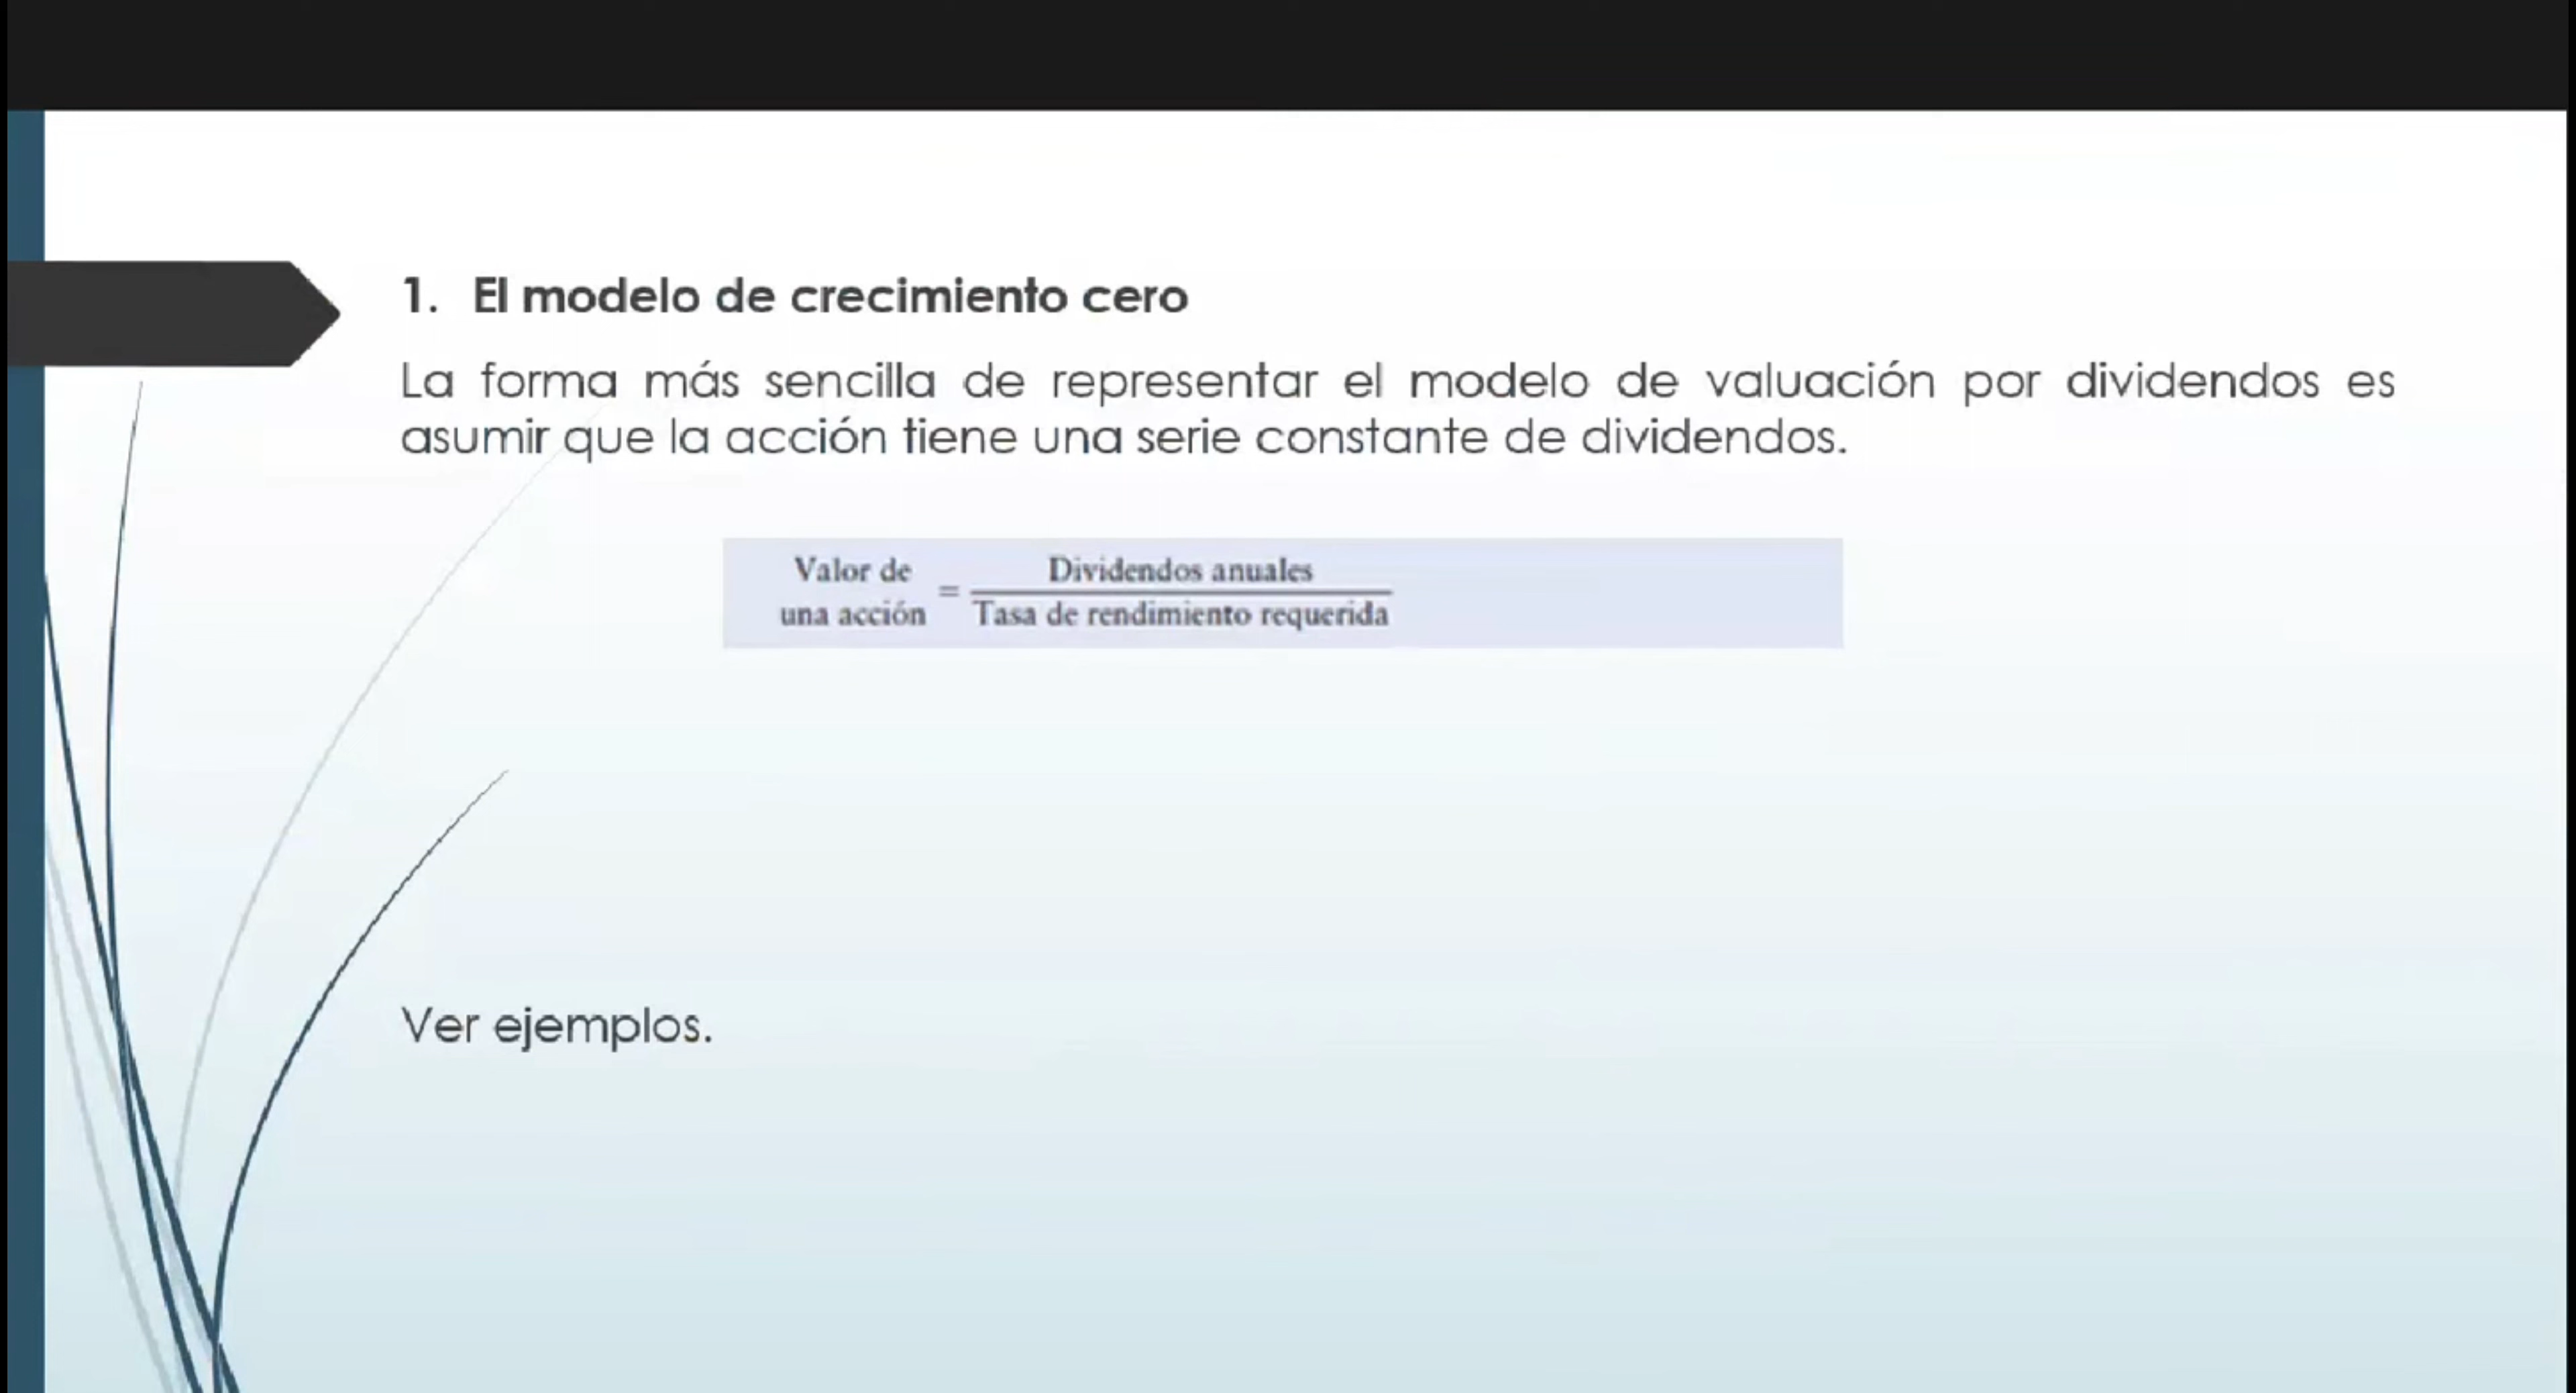 1. El modelo de crecimiento cero
La forma más sencilla de representar el modelo de valuación por dividendos es
asumir que la acción tiene una serie constante de dividendos.
Valor de
una acción
=
Dividendos anuales
Tasa de rendimiento requerida
Ver ejemplos.